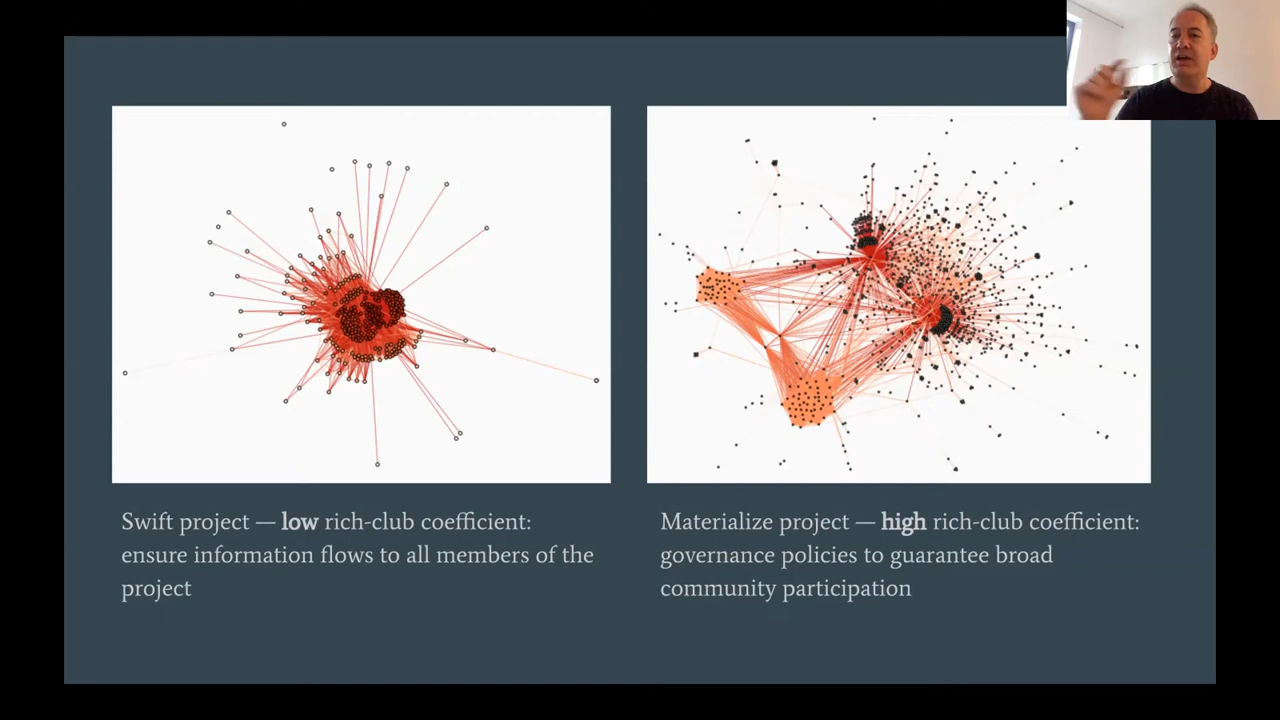 Swift project — low rich-club coefficient:
ensure information flows to all members of the
project
Materialize project — high rich-club coefficient:
governance policies to guarantee broad
community participation